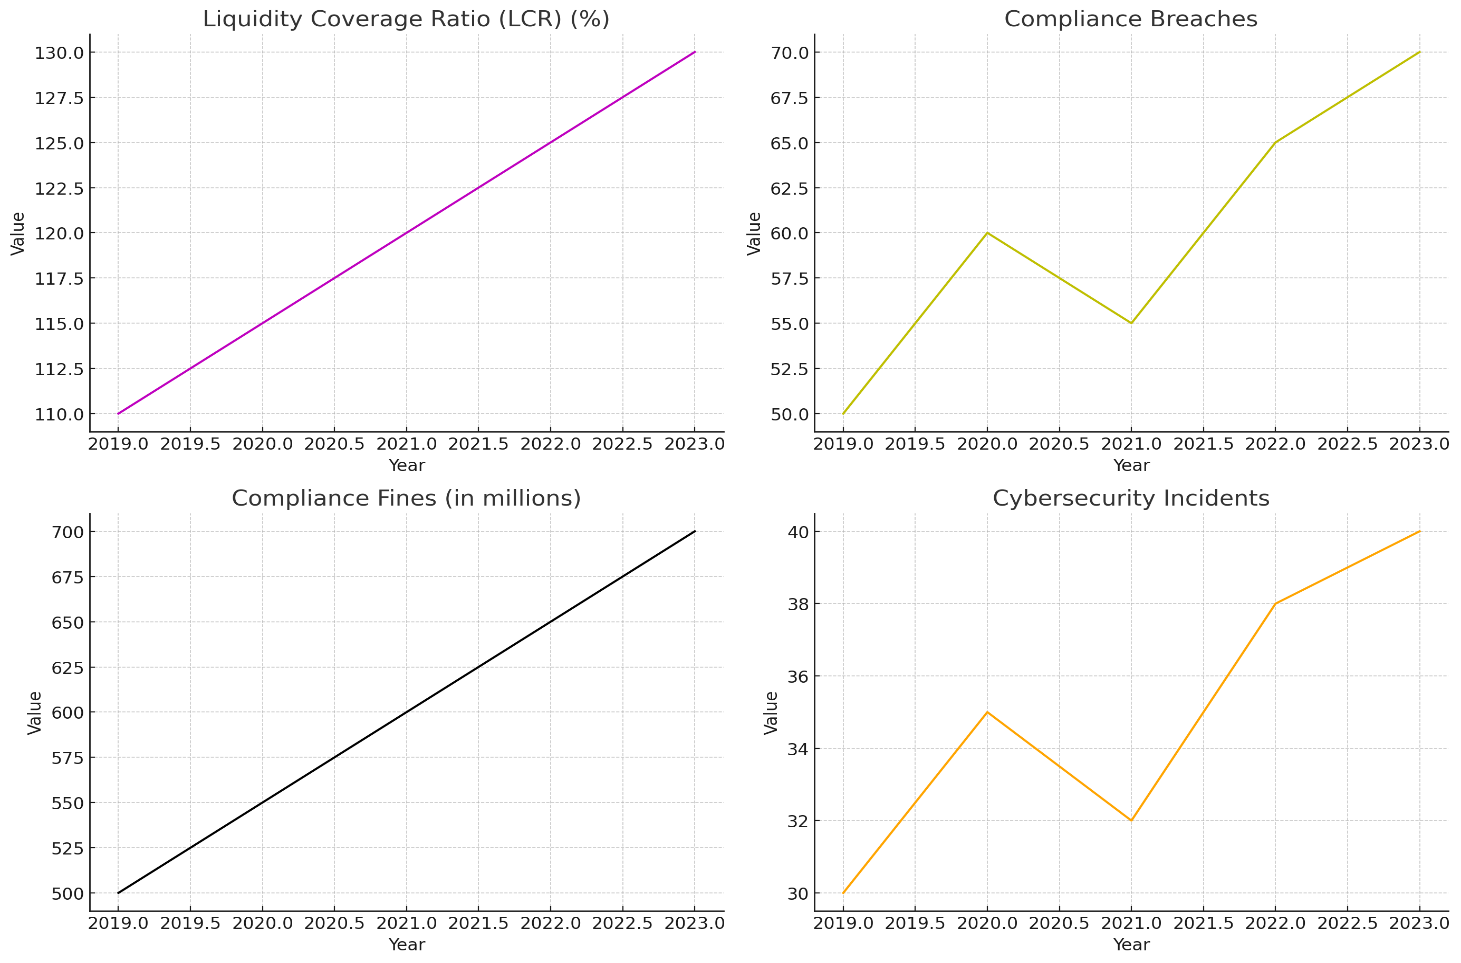 Liquidity Coverage Ratio (LCR) (%)
130.0
127.5
125.0
122.5
120.0
117.5
115.0
112.5
110.0
Value
2019.0 2019.5 2020.0 2020.5 2021.0 2021.5 2022.0 2022.5 2023.0
Year
Compliance Breaches
70.0
67.5
65.0
62.5
60.0
57.5
55.0
52.5
50.0
Value
2019.0 2019.5 2020.0 2020.5 2021.0 2021.5 2022.0 2022.5 2023.0
Year
Compliance Fines (in millions)
700
675
650
625
600
575
550
525
500
Value
2019.0 2019.5 2020.0 2020.5 2021.0 2021.5 2022.0 2022.5 2023.0
Year
Cybersecurity Incidents
40
38
36
34
32
30
Value
2019.0 2019.5 2020.0 2020.5 2021.0 2021.5 2022.0 2022.5 2023.0
Year